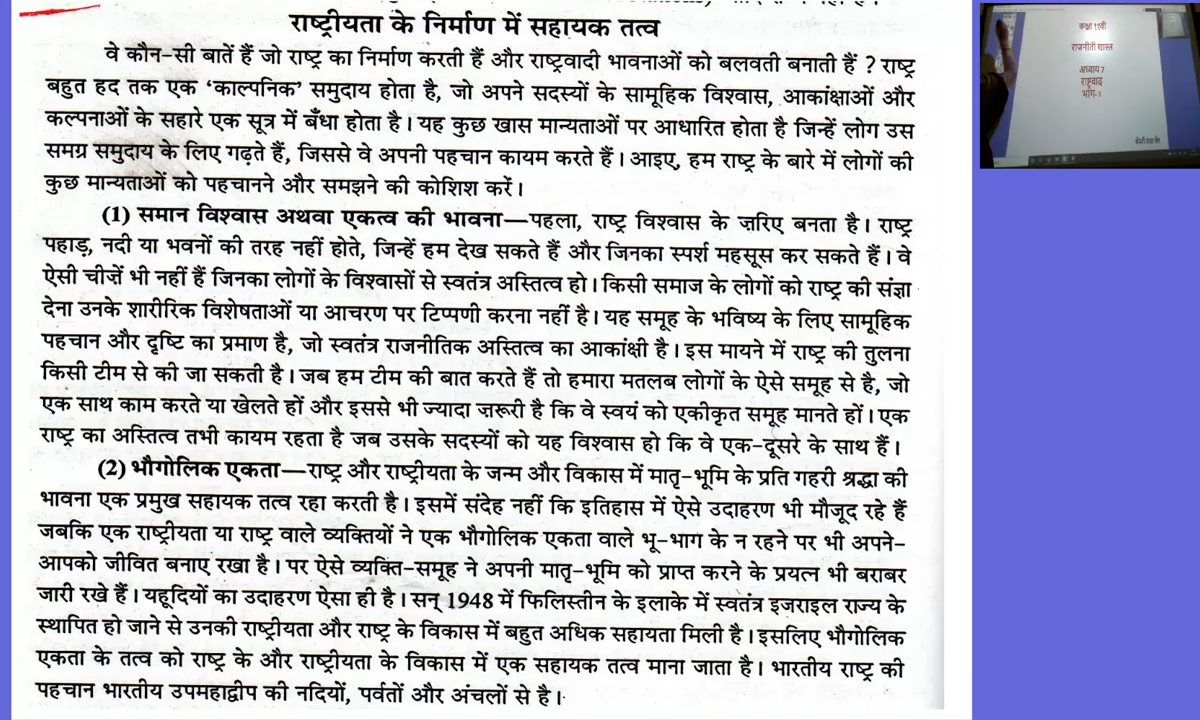 राष्ट्रीयता के निर्माण में सहायक तत्व
वे कौन-सी बातें हैं जो राष्ट्र का निर्माण करती हैं और राष्ट्रवादी भावनाओं को बलवती बनाती हैं ? राष्ट्र
बहुत हद तक एक 'काल्पनिक' समुदाय होता है, जो अपने सदस्यों के सामूहिक विश्वास, आकांक्षाओं और
कल्पनाओं के सहारे एक सूत्र में बँधा होता है। यह कुछ खास मान्यताओं पर आधारित होता है जिन्हें लोग उस
समग्र समुदाय के लिए गढ़ते हैं, जिससे वे अपनी पहचान कायम करते हैं। आइए, हम राष्ट्र के बारे में लोगों की
कुछ मान्यताओं को पहचानने और समझने की कोशिश करें।
(1) समान विश्वास अथवा एकत्व की भावना—पहला, राष्ट्र विश्वास के ज़रिए बनता है। राष्ट्र
पहाड़, नदी या भवनों की तरह नहीं होते, जिन्हें हम देख सकते हैं और जिनका स्पर्श महसूस कर सकते हैं। वे
ऐसी चीज़ें भी नहीं हैं जिनका लोगों के विश्वासों से स्वतंत्र अस्तित्व हो। किसी समाज के लोगों को राष्ट्र की संज्ञा
देना उनके शारीरिक विशेषताओं या आचरण पर टिप्पणी करना नहीं है। यह समूह के भविष्य के लिए सामूहिक
पहचान और दृष्टि का प्रमाण है, जो स्वतंत्र राजनीतिक अस्तित्व का आकांक्षी है। इस मायने में राष्ट्र की तुलना
किसी टीम से की जा सकती है। जब हम टीम की बात करते हैं तो हमारा मतलब लोगों के ऐसे समूह से है, जो
एक साथ काम करते या खेलते हों और इससे भी ज्यादा ज़रूरी है कि वे स्वयं को एकीकृत समूह मानते हों। एक
राष्ट्र का अस्तित्व तभी कायम रहता है जब उसके सदस्यों को यह विश्वास हो कि वे एक-दूसरे के साथ हैं।
(2) भौगोलिक एकता—राष्ट्र और राष्ट्रीयता के जन्म और विकास में मातृ-भूमि के प्रति गहरी श्रद्धा की
भावना एक प्रमुख सहायक तत्व रहा करती है। इसमें संदेह नहीं कि इतिहास में ऐसे उदाहरण भी मौजूद रहे हैं
जबकि एक राष्ट्रीयता या राष्ट्र वाले व्यक्तियों ने एक भौगोलिक एकता वाले भू-भाग के न रहने पर भी अपने-
आपको जीवित बनाए रखा है। पर ऐसे व्यक्ति-समूह ने अपनी मातृ-भूमि को प्राप्त करने के प्रयत्न भी बराबर
जारी रखे हैं। यहूदियों का उदाहरण ऐसा ही है। सन् 1948 में फिलिस्तीन के इलाके में स्वतंत्र इजराइल राज्य के
स्थापित हो जाने से उनकी राष्ट्रीयता और राष्ट्र के विकास में बहुत अधिक सहायता मिली है। इसलिए भौगोलिक
एकता के तत्व को राष्ट्र के और राष्ट्रीयता के विकास में एक सहायक तत्व माना जाता है। भारतीय राष्ट्र की
पहचान भारतीय उपमहाद्वीप की नदियों, पर्वतों और अंचलों से है।
कक्षा ११वी
राजनीती शास्त्र
अध्याय 7
राष्ट्रवाद
भाग-